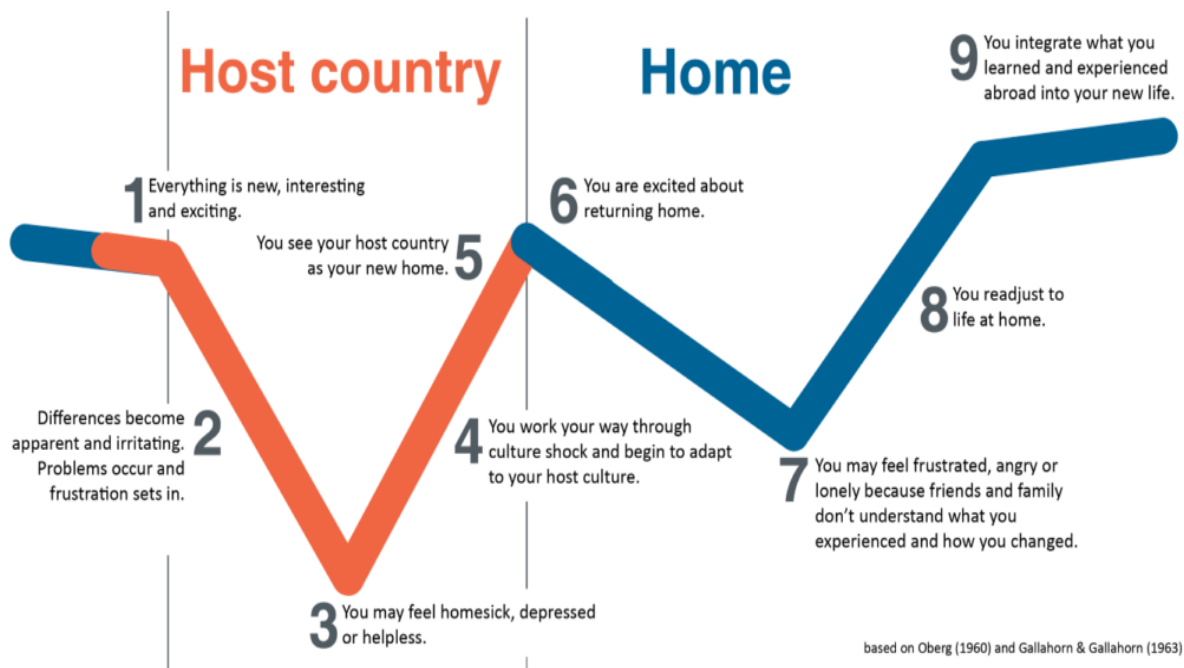 Host country
Home
1
Everything is new, interesting
and exciting.
2
Differences become
apparent and irritating.
Problems occur and
frustration sets in.
3
You may feel homesick, depressed
or helpless.
4
You work your way through
culture shock and begin to adapt
to your host culture.
5
You see your host country
as your new home.
6
You are excited about
returning home.
7
You may feel frustrated, angry or
lonely because friends and family
don’t understand what you
experienced and how you changed.
8
You readjust to
life at home.
9
You integrate what you
learned and experienced
abroad into your new life.
based on Oberg (1960) and Gallahorn & Gallahorn (1963)